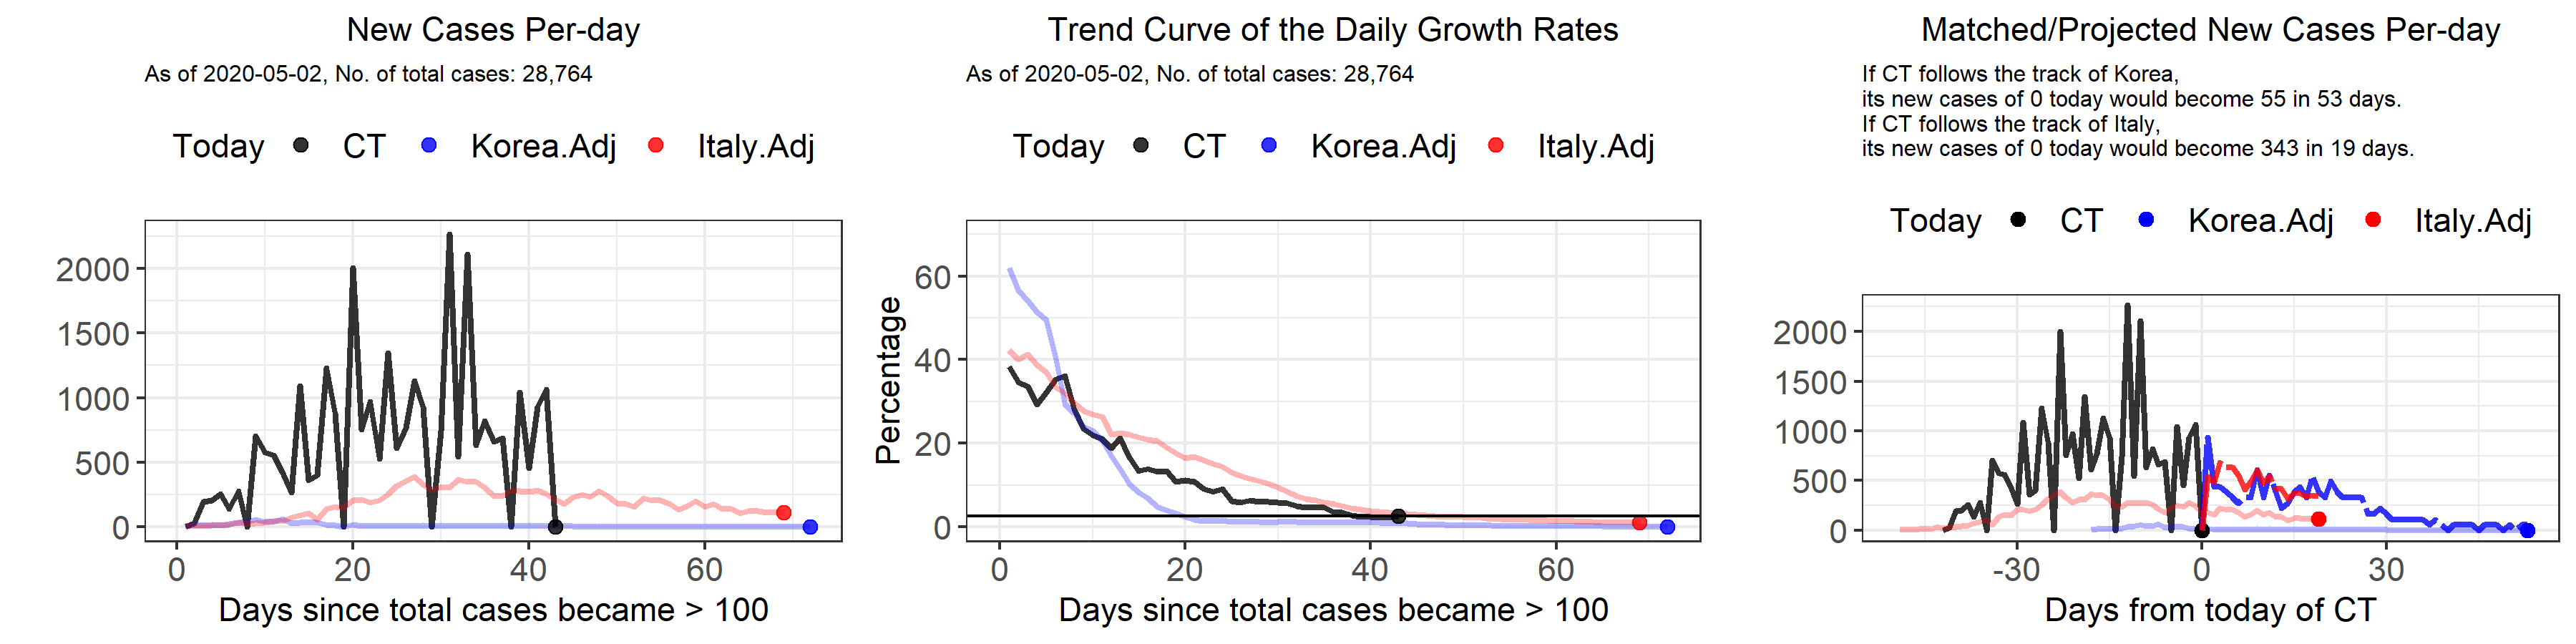 New Cases Per-day
As of 2020-05-02, No. of total cases: 28,764
Today CT Korea.Adj Italy.Adj
2000
1500
1000
500
0
0 20 40 60
Days since total cases became > 100
Trend Curve of the Daily Growth Rates
As of 2020-05-02, No. of total cases: 28,764
Today CT Korea.Adj Italy.Adj
Percentage
60
40
20
0
0 20 40 60
Days since total cases became > 100
Matched/Projected New Cases Per-day
If CT follows the track of Korea,
its new cases of 0 today would become 55 in 53 days.
If CT follows the track of Italy,
its new cases of 0 today would become 343 in 19 days.
Today CT Korea.Adj Italy.Adj
2000
1500
1000
500
0
-30 0 30
Days from today of CT